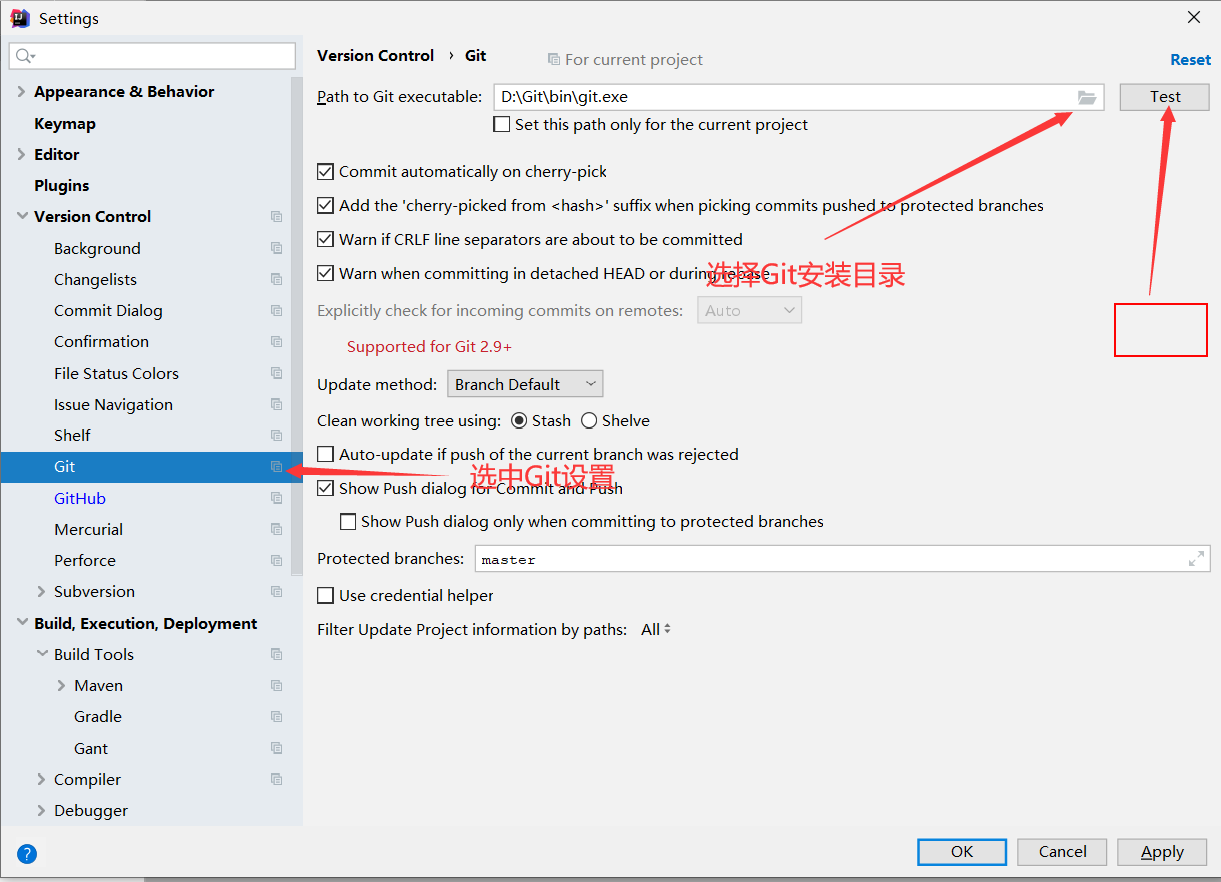 Settings
Appearance & Behavior
Keymap
Editor
Plugins
Version Control
Background
Changelists
Commit Dialog
Confirmation
File Status Colors
Issue Navigation
Shelf
Git
GitHub
Mercurial
Perforce
Subversion
Build, Execution, Deployment
Build Tools
Maven
Gradle
Gant
Compiler
Debugger
Version Control › Git
For current project
Reset
Path to Git executable: D:\Git\bin\git.exe Test
Set this path only for the current project
Commit automatically on cherry-pick
Add the 'cherry-picked from <hash>' suffix when picking commits pushed to protected branches
Warn if CRLF line separators are about to be committed
Warn when committing in detached HEAD or during rebase
选择Git安装目录
Explicitly check for incoming commits on remotes: Auto
Supported for Git 2.9+
Update method: Branch Default
Clean working tree using: Stash Shelve
Auto-update if push of the current branch was rejected
选中Git设置
Show Push dialog for Commit and Push
Show Push dialog only when committing to protected branches
Protected branches: master
Use credential helper
Filter Update Project information by paths: All
?
OK Cancel Apply